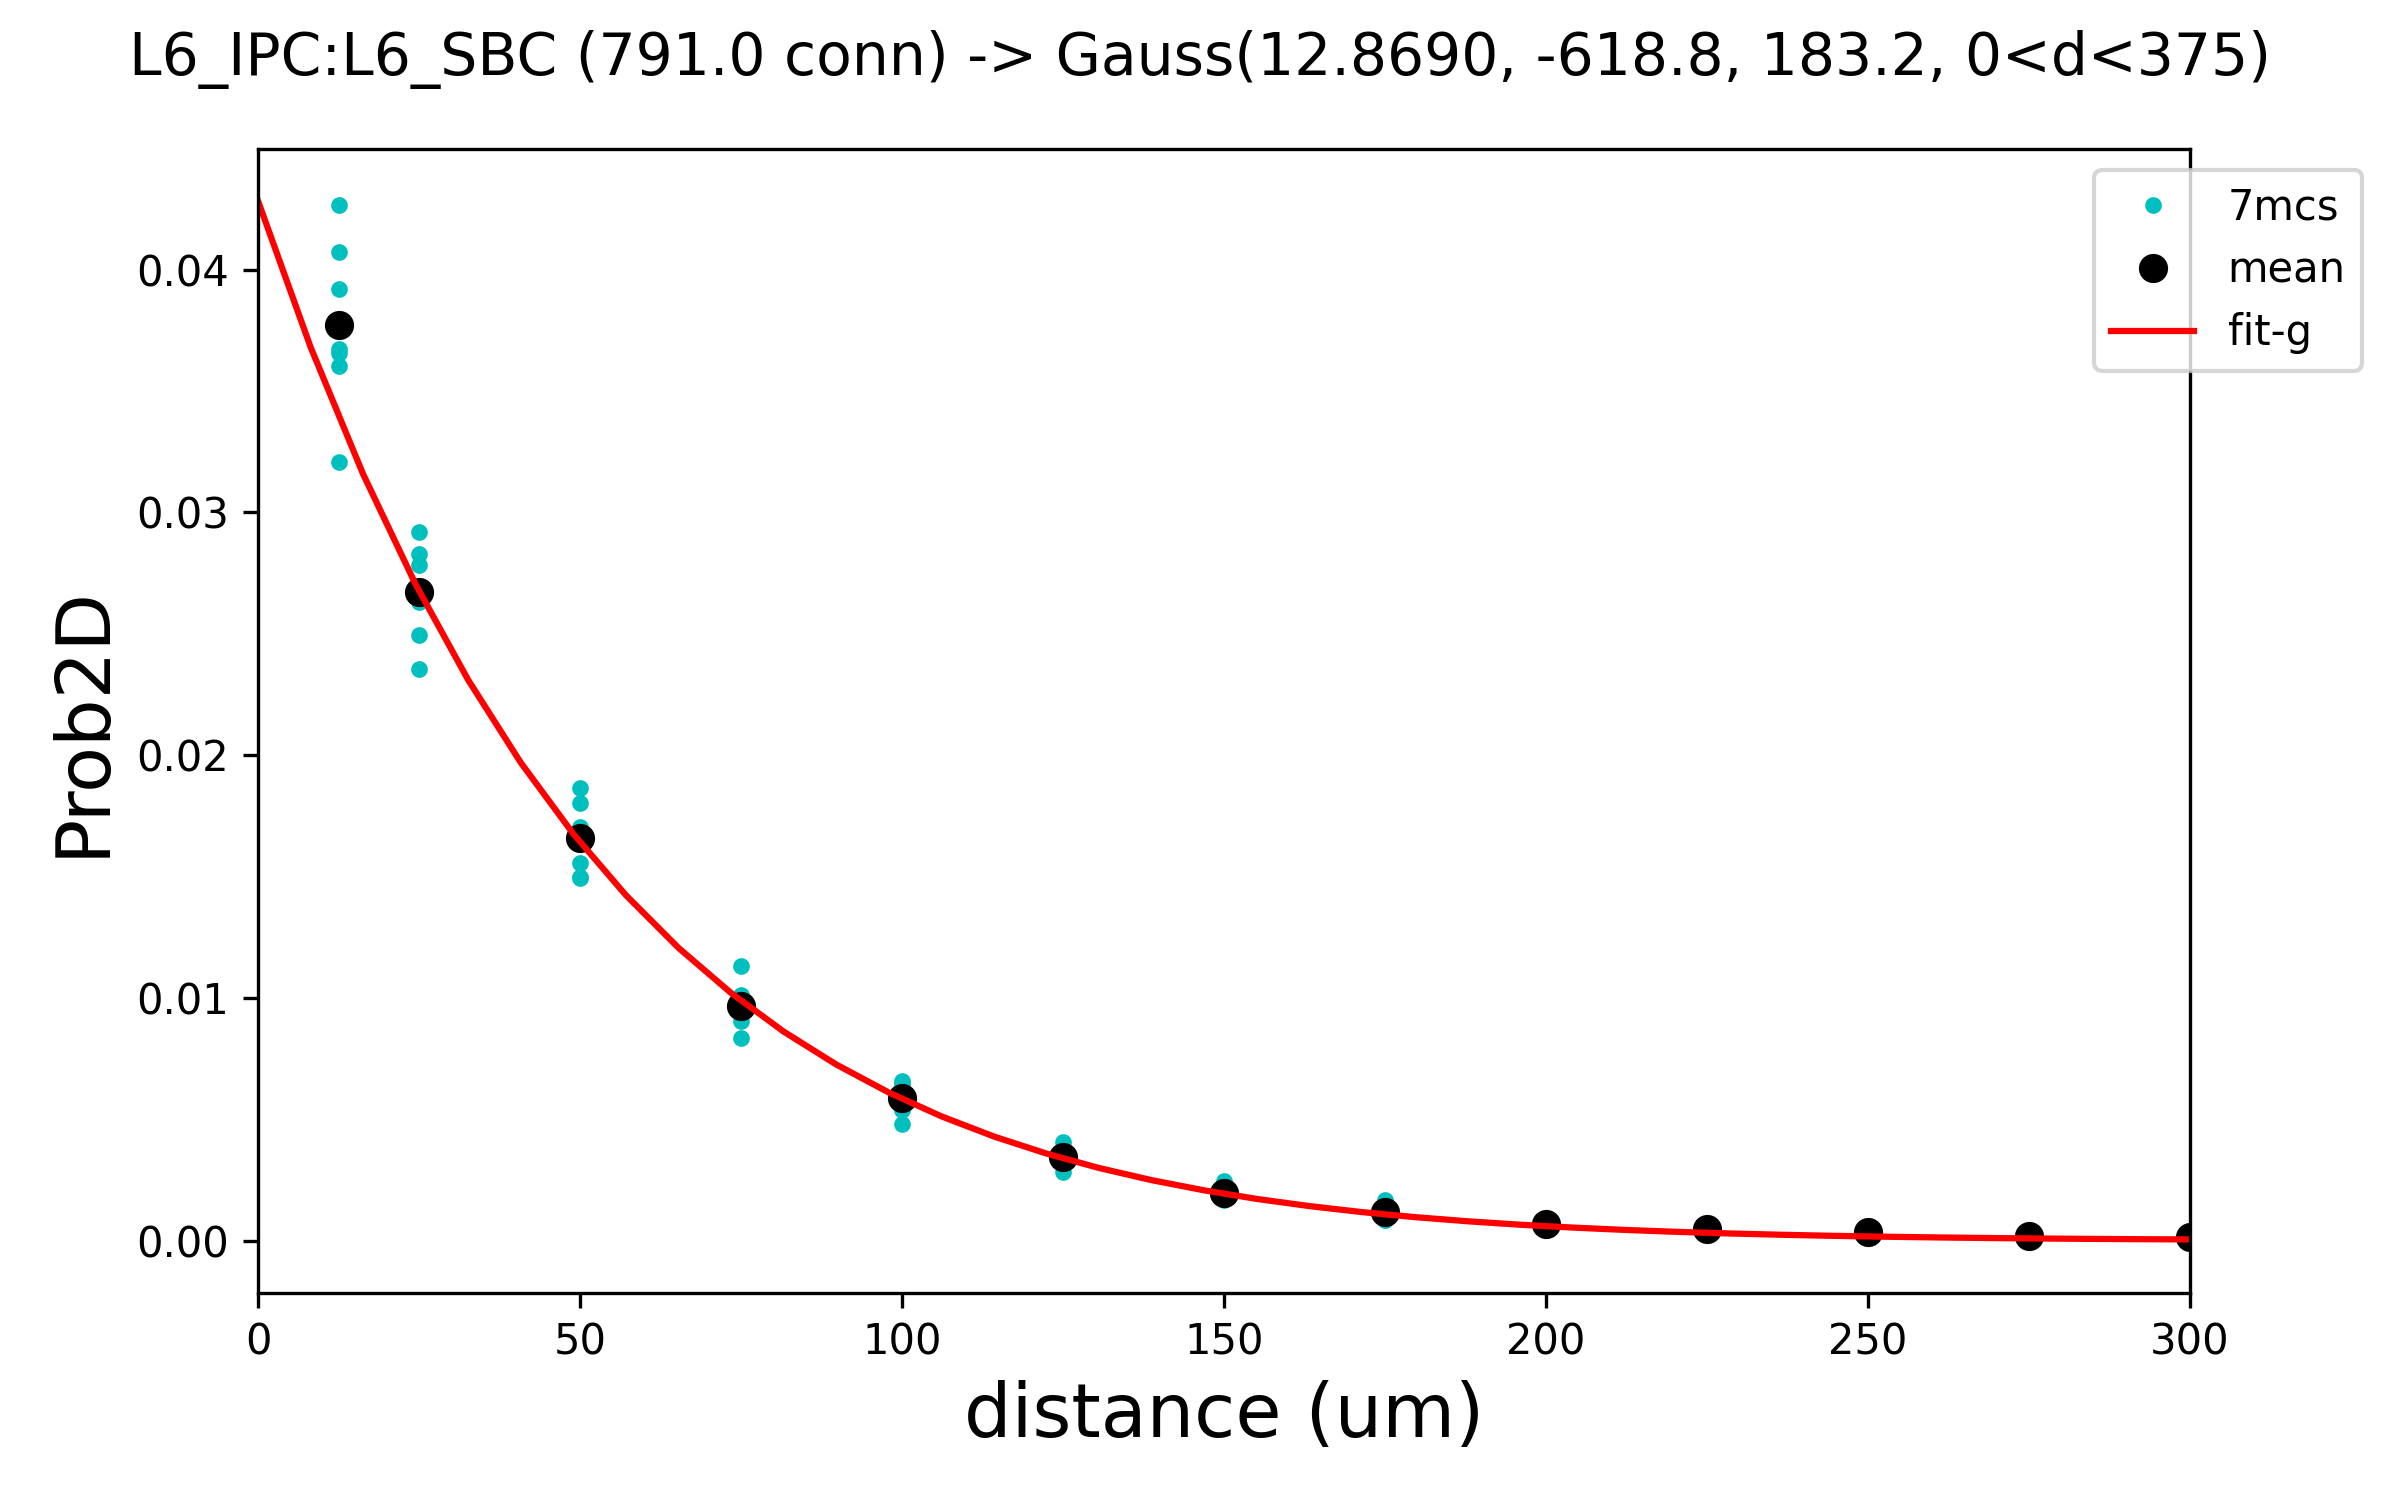 L6_IPC:L6_SBC (791.0 conn) -> Gauss(12.8690, -618.8, 183.2, 0<d<375)
7mcs
mean
fit-g
Prob2D
0.04
0.03
0.02
0.01
0.00
0 50 100 150 200 250 300
distance (um)